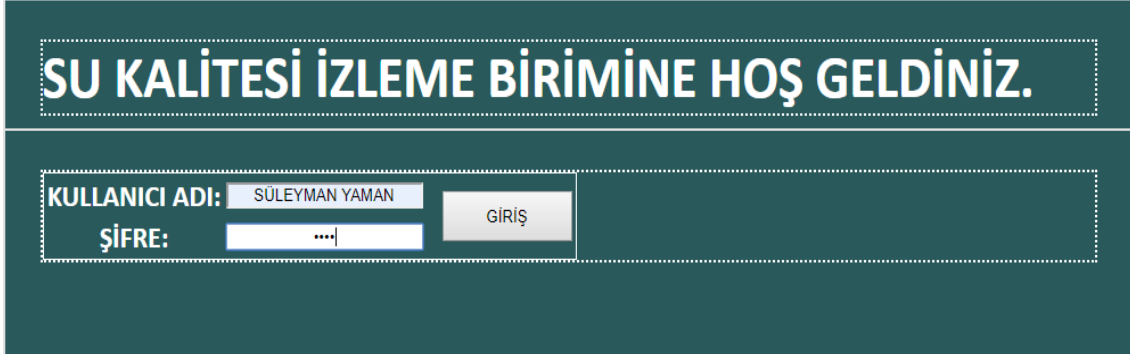 SU KALİTESİ İZLEME BİRİMİNE HOŞ GELDİNİZ.
KULLANICI ADI: SÜLEYMAN YAMAN
GİRİŞ
ŞİFRE: ••••